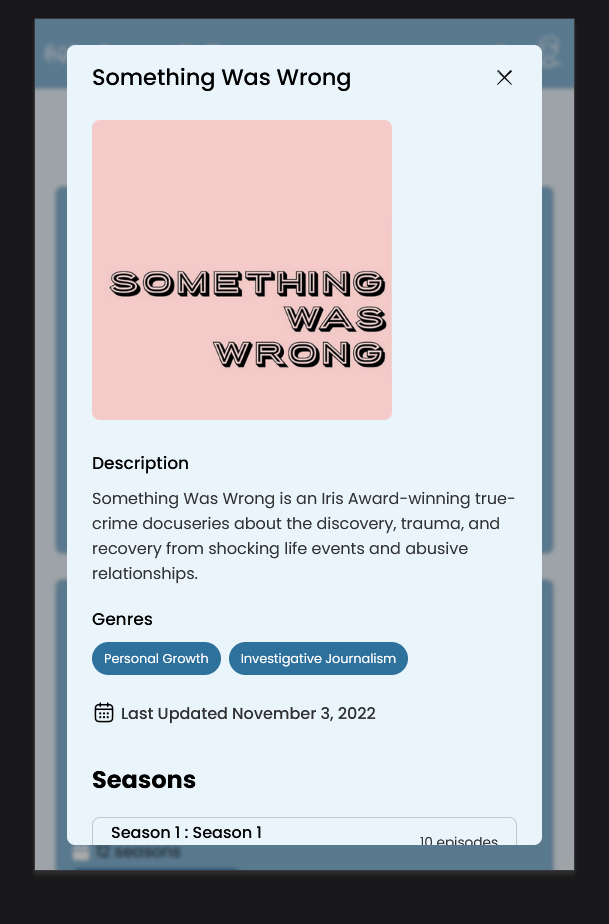 Something Was Wrong
SOMETHING
WAS
WRONG
Description
Something Was Wrong is an Iris Award-winning true-
crime docuseries about the discovery, trauma, and
recovery from shocking life events and abusive
relationships.
Genres
Personal Growth
Investigative Journalism
Last Updated November 3, 2022
Seasons
Season 1 : Season 1
10 episodes
12 seasons